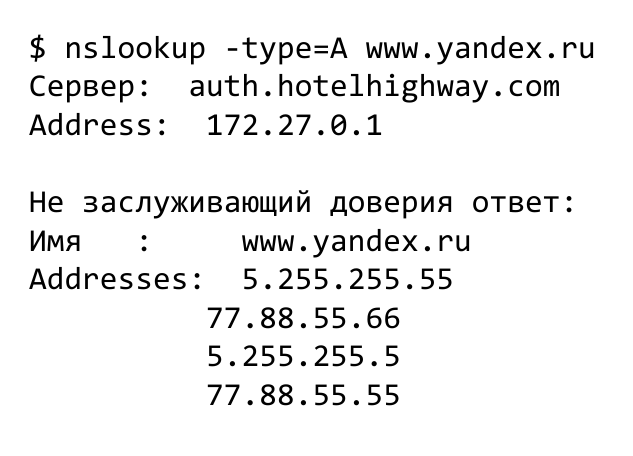 $ nslookup -type=A www.yandex.ru
Сервер:  auth.hotelhighway.com
Address:  172.27.0.1

Не заслуживающий доверия ответ:
Имя   :     www.yandex.ru
Addresses:  5.255.255.55
          77.88.55.66
          5.255.255.5
          77.88.55.55